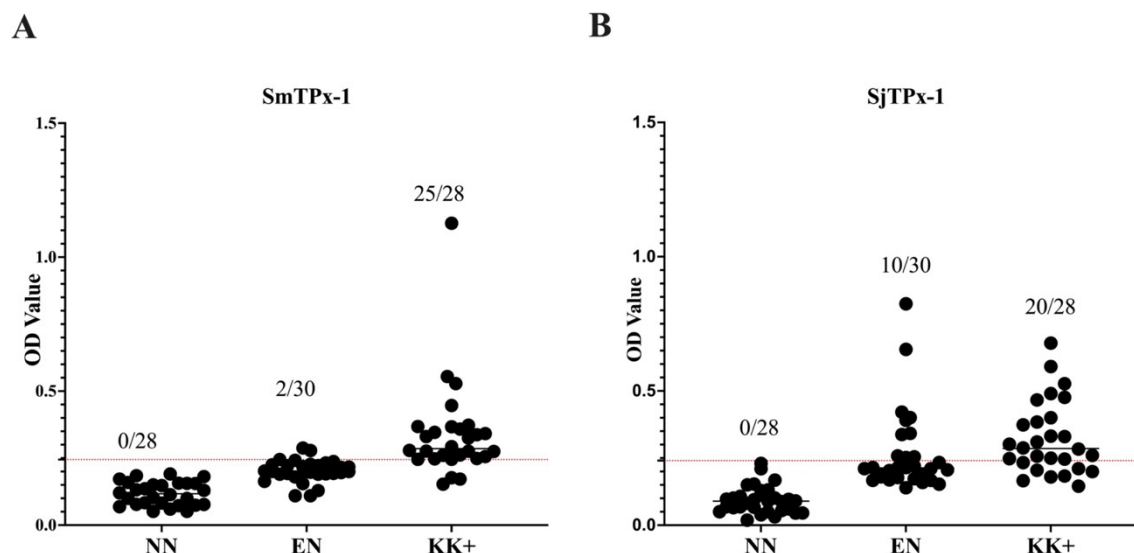 A
SmTPx-1
OD Value
1.5
1.0
0.5
0.0
0/28
2/30
25/28
NN
EN
KK+
B
SjTPx-1
OD Value
1.5
1.0
0.5
0.0
0/28
10/30
20/28
NN
EN
KK+